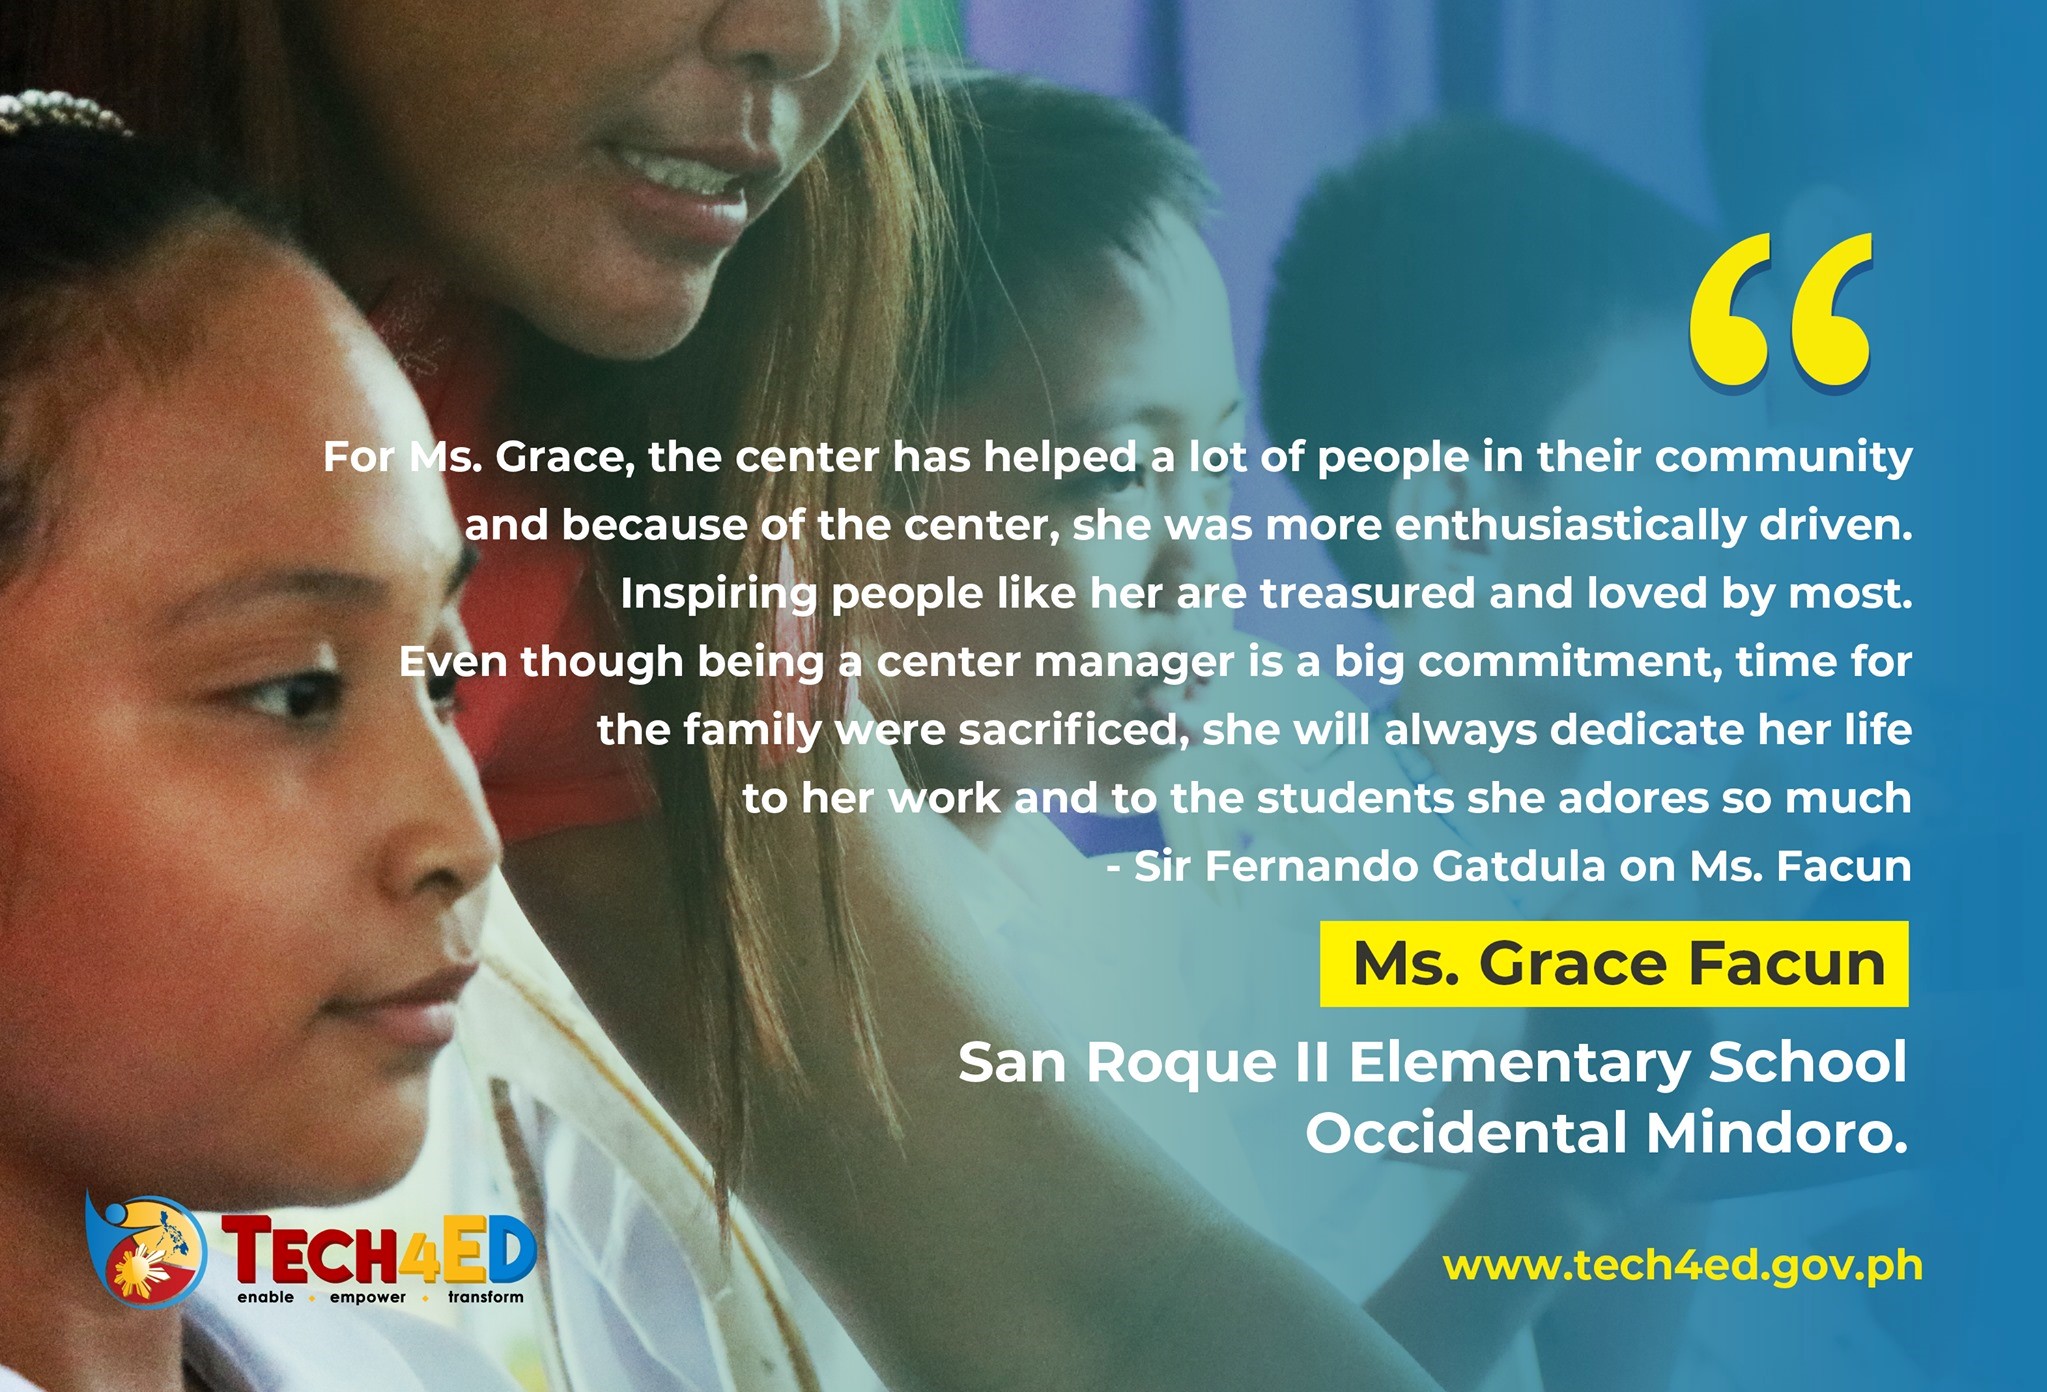 “
For Ms. Grace, the center has helped a lot of people in their community
and because of the center, she was more enthusiastically driven.
Inspiring people like her are treasured and loved by most.
Even though being a center manager is a big commitment, time for
the family were sacrificed, she will always dedicate her life
to her work and to the students she adores so much
- Sir Fernando Gatdula on Ms. Facun
Ms. Grace Facun
San Roque II Elementary School
Occidental Mindoro.
TECH4ED
enable • empower • transform
www.tech4ed.gov.ph